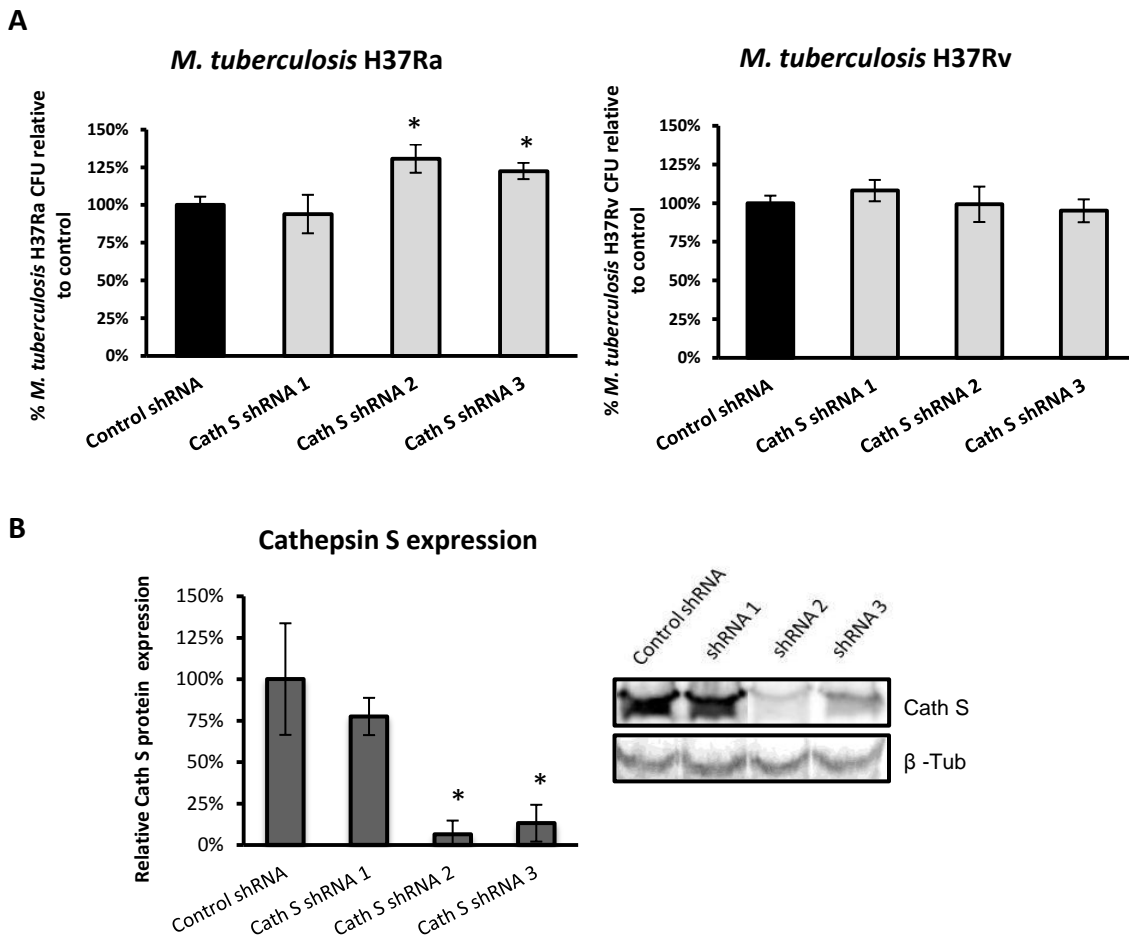 A
M. tuberculosis H37Ra
% M. tuberculosis H37Ra CFU relative
to control
150%
125%
100%
75%
50%
25%
0%
*
*
Control shRNA
Cath S shRNA 1
Cath S shRNA 2
Cath S shRNA 3
M. tuberculosis H37Rv
% M. tuberculosis H37Rv CFU relative
to control
150%
125%
100%
75%
50%
25%
0%
Control shRNA
Cath S shRNA 1
Cath S shRNA 2
Cath S shRNA 3
B
Cathepsin S expression
Relative Cath S protein expression
150%
125%
100%
75%
50%
25%
0%
*
*
Control shRNA
Cath S shRNA 1
Cath S shRNA 2
Cath S shRNA 3
Control shRNA
shRNA 1
shRNA 2
shRNA 3
Cath S
β -Tub